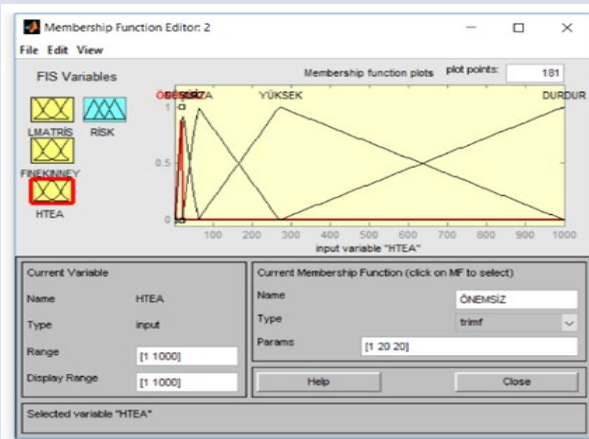 Membership Function Editor: 2
File Edit View
FIS Variables
Membership function plots plot points: 181
LMATRİS RİSK
FINEKINNEY
HTEA
YÜKSEK DURDUR
1
0.5
0
100 200 300 400 500 600 700 800 900 1000
input variable "HTEA"
Current Variable
Name HTEA
Type input
Range [1 1000]
Display Range [1 1000]
Current Membership Function (click on MF to select)
Name ÖNEMSİZ
Type trimf
Params [1 20 20]
Help Close
Selected variable "HTEA"